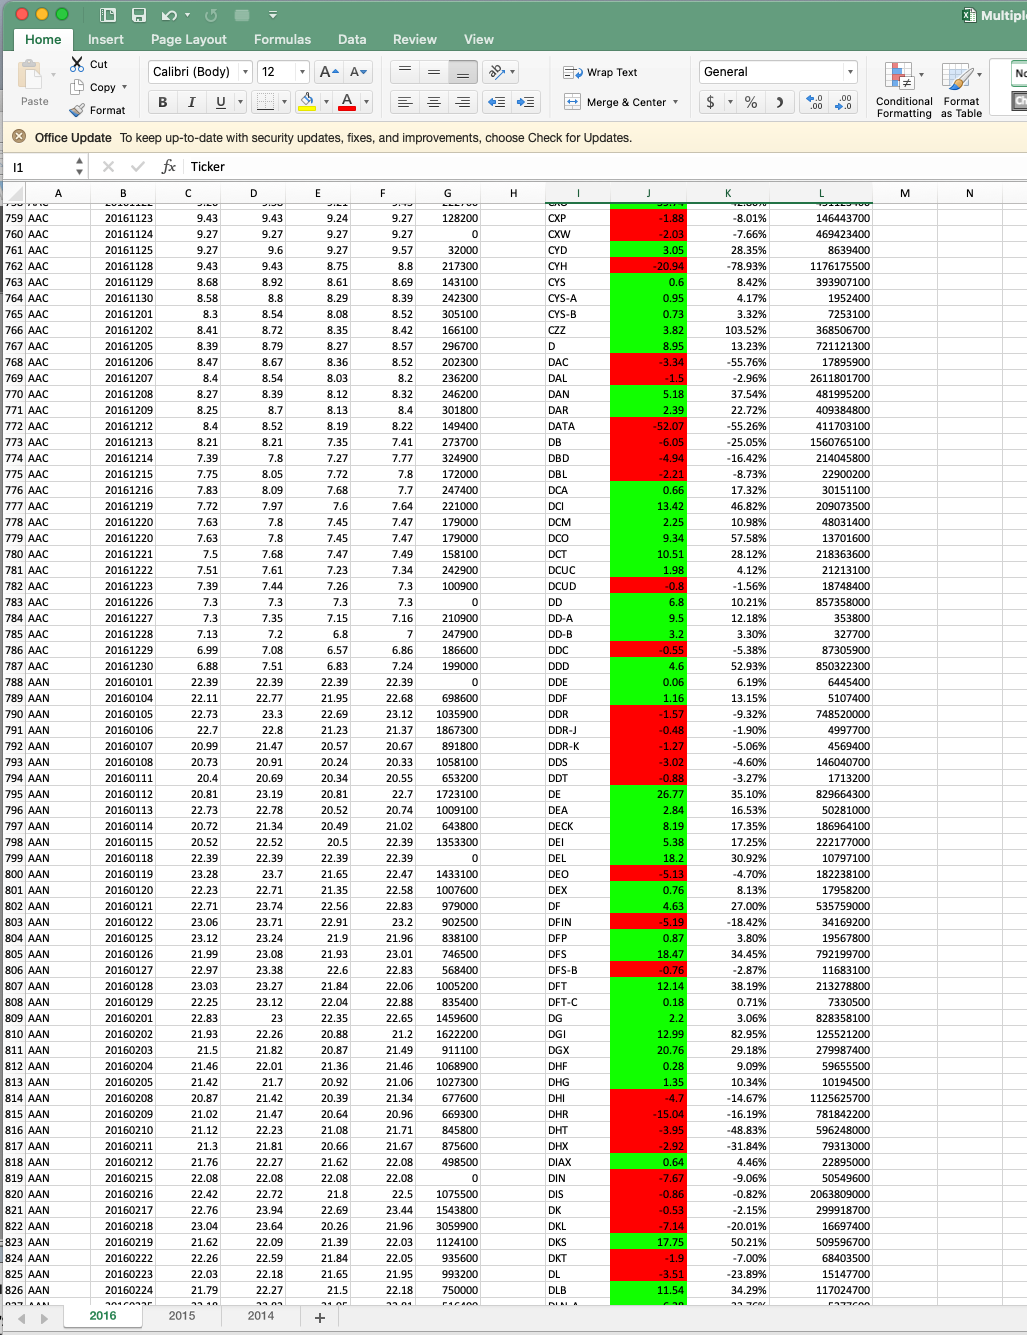 Multiple
Home Insert Page Layout Formulas Data Review View
Paste Cut Copy Format
Calibri (Body) 12 A A
B I U A
Wrap Text
Merge & Center
General
$ % .00
Conditional Formatting
Format as Table
Office Update To keep up-to-date with security updates, fixes, and improvements, choose Check for Updates.
I1 fx Ticker
A B C D E F G H I J K L M N
759 AAC 20161123 9.43 9.43 9.24 9.27 128200 CXP -1.88 -8.01% 146443700
760 AAC 20161124 9.27 9.27 9.27 9.27 0 CXW -2.03 -7.66% 469423400
761 AAC 20161125 9.27 9.6 9.27 9.57 32000 CYD 3.05 28.35% 8639400
762 AAC 20161128 9.43 9.43 8.75 8.8 217300 CYH -20.94 -78.93% 1176175500
763 AAC 20161129 8.68 8.92 8.61 8.69 143100 CYS 0.6 8.42% 393907100
764 AAC 20161130 8.58 8.8 8.29 8.39 242300 CYS-A 0.95 4.17% 1952400
765 AAC 20161201 8.3 8.54 8.08 8.52 305100 CYS-B 0.73 3.32% 7253100
766 AAC 20161202 8.41 8.72 8.35 8.42 166100 CZZ 3.82 103.52% 368506700
767 AAC 20161205 8.39 8.79 8.27 8.57 296700 D 8.95 13.23% 721121300
768 AAC 20161206 8.47 8.67 8.36 8.52 202300 DAC -3.34 -55.76% 17895900
769 AAC 20161207 8.4 8.54 8.03 8.2 236200 DAL -1.5 -2.96% 2611801700
770 AAC 20161208 8.27 8.39 8.12 8.32 246200 DAN 5.18 37.54% 481995200
771 AAC 20161209 8.25 8.7 8.13 8.4 301800 DAR 2.39 22.72% 409384800
772 AAC 20161212 8.4 8.52 8.19 8.22 149400 DATA -52.07 -55.26% 411703100
773 AAC 20161213 8.21 8.21 7.35 7.41 273700 DB -6.05 -25.05% 1560765100
774 AAC 20161214 7.39 7.8 7.27 7.77 324900 DBD -4.94 -16.42% 214045800
775 AAC 20161215 7.75 8.05 7.72 7.8 172000 DBL -2.21 -8.73% 22900200
776 AAC 20161216 7.83 8.09 7.68 7.7 247400 DCA 0.66 17.32% 30151100
777 AAC 20161219 7.72 7.97 7.6 7.64 221000 DCI 13.42 46.82% 209073500
778 AAC 20161220 7.63 7.8 7.45 7.47 179000 DCM 2.25 10.98% 48031400
779 AAC 20161220 7.63 7.8 7.45 7.47 179000 DCO 9.34 57.58% 13701600
780 AAC 20161221 7.5 7.68 7.47 7.49 158100 DCT 10.51 28.12% 218363600
781 AAC 20161222 7.51 7.61 7.23 7.34 242900 DCUC 1.98 4.12% 21213100
782 AAC 20161223 7.39 7.44 7.26 7.3 100900 DCUD -0.8 -1.56% 18748400
783 AAC 20161226 7.3 7.3 7.3 7.3 0 DD 6.8 10.21% 857358000
784 AAC 20161227 7.3 7.35 7.15 7.16 210900 DD-A 9.5 12.18% 353800
785 AAC 20161228 7.13 7.2 6.8 7 247900 DD-B 3.2 3.30% 327700
786 AAC 20161229 6.99 7.08 6.57 6.86 186600 DDC -0.55 -5.38% 87305900
787 AAC 20161230 6.88 7.51 6.83 7.24 199000 DDD 4.6 52.93% 850322300
788 AAN 20160101 22.39 22.39 22.39 22.39 0 DDE 0.06 6.19% 6445400
789 AAN 20160104 22.11 22.77 21.95 22.68 698600 DDF 1.16 13.15% 5107400
790 AAN 20160105 22.73 23.3 22.69 23.12 1035900 DDR -1.57 -9.32% 748520000
791 AAN 20160106 22.7 22.8 21.23 21.37 1867300 DDR-J -0.48 -1.90% 4997700
792 AAN 20160107 20.99 21.47 20.57 20.67 891800 DDR-K -1.27 -5.06% 4569400
793 AAN 20160108 20.73 20.91 20.24 20.33 1058100 DDS -3.02 -4.60% 146040700
794 AAN 20160111 20.4 20.69 20.34 20.55 653200 DDT -0.88 -3.27% 1713200
795 AAN 20160112 20.81 23.19 20.81 22.7 1723100 DE 26.77 35.10% 829664300
796 AAN 20160113 22.73 22.78 20.52 20.74 1009100 DEA 2.84 16.53% 50281000
797 AAN 20160114 20.72 21.34 20.49 21.02 643800 DECK 8.19 17.35% 186964100
798 AAN 20160115 20.52 22.52 20.5 22.39 1353300 DEI 5.38 17.25% 222177000
799 AAN 20160118 22.39 22.39 22.39 22.39 0 DEL 18.2 30.92% 10797100
800 AAN 20160119 23.28 23.7 21.65 22.47 1433100 DEO -5.13 -4.70% 182238100
801 AAN 20160120 22.23 22.71 21.35 22.58 1007600 DEX 0.76 8.13% 17958200
802 AAN 20160121 22.71 23.74 22.56 22.83 979000 DF 4.63 27.00% 535759000
803 AAN 20160122 23.06 23.71 22.91 23.2 902500 DFIN -5.19 -18.42% 34169200
804 AAN 20160125 23.12 23.24 21.9 21.96 838100 DFP 0.87 3.80% 19567800
805 AAN 20160126 21.99 23.08 21.93 23.01 746500 DFS 18.47 34.45% 792199700
806 AAN 20160127 22.97 23.38 22.6 22.83 568400 DFS-B -0.76 -2.87% 11683100
807 AAN 20160128 23.03 23.27 21.84 22.06 1005200 DFT 12.14 38.19% 213278800
808 AAN 20160129 22.25 23.12 22.04 22.88 835400 DFT-C 0.18 0.71% 7330500
809 AAN 20160201 22.83 23 22.35 22.65 1459600 DG 2.2 3.06% 828358100
810 AAN 20160202 21.93 22.26 20.88 21.2 1622200 DGI 12.99 82.95% 125521200
811 AAN 20160203 21.5 21.82 20.87 21.49 911100 DGX 20.76 29.18% 279987400
812 AAN 20160204 21.46 22.01 21.36 21.46 1068900 DHF 0.28 9.09% 59655500
813 AAN 20160205 21.42 21.7 20.92 21.06 1027300 DHG 1.35 10.34% 10194500
814 AAN 20160208 20.87 21.42 20.39 21.34 677600 DHI -4.7 -14.67% 1125625700
815 AAN 20160209 21.02 21.47 20.64 20.96 669300 DHR -15.04 -16.19% 781842200
816 AAN 20160210 21.12 22.23 21.08 21.71 845800 DHT -3.95 -48.83% 596248000
817 AAN 20160211 21.3 21.81 20.66 21.67 875600 DHX -2.92 -31.84% 79313000
818 AAN 20160212 21.76 22.27 21.62 22.08 498500 DIAX 0.64 4.46% 22895000
819 AAN 20160215 22.08 22.08 22.08 22.08 0 DIN -7.67 -9.06% 50549600
820 AAN 20160216 22.42 22.72 21.8 22.5 1075500 DIS -0.86 -0.82% 2063809000
821 AAN 20160217 22.76 23.94 22.69 23.44 1543800 DK -0.53 -2.15% 299918700
822 AAN 20160218 23.04 23.64 20.26 21.96 3059900 DKL -7.14 -20.01% 16697400
823 AAN 20160219 21.62 22.09 21.39 22.03 1124100 DKS 17.75 50.21% 509596700
824 AAN 20160222 22.26 22.59 21.84 22.05 935600 DKT -1.9 -7.00% 68403500
825 AAN 20160223 22.03 22.18 21.65 21.95 993200 DL -3.51 -23.89% 15147700
826 AAN 20160224 21.79 22.27 21.5 22.18 750000 DLB 11.54 34.29% 117024700
2016 2015 2014 +